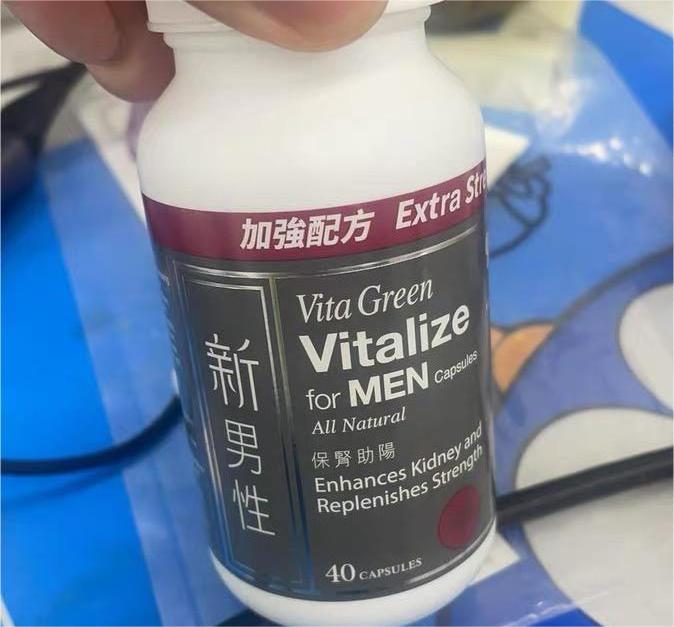 加強配方 Extra Stre
新男性
Vita Green
Vitalize
for MEN Capsules
All Natural
保腎助陽
Enhances Kidney and
Replenishes Strength
40 CAPSULES